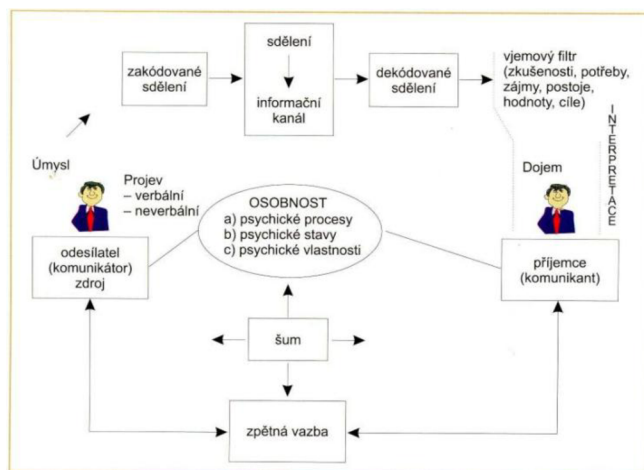 zakódované
sdělení
sdělení
informační
kanál
dekódované
sdělení
vjemový filtr
(zkušenosti, potřeby,
zájmy, postoje,
hodnoty, cíle)
INTERPRETACE
Úmysl
Projev
– verbální
– neverbální
OSOBNOST
a) psychické procesy
b) psychické stavy
c) psychické vlastnosti
Dojem
odesílatel
(komunikátor)
zdroj
příjemce
(komunikant)
šum
zpětná vazba